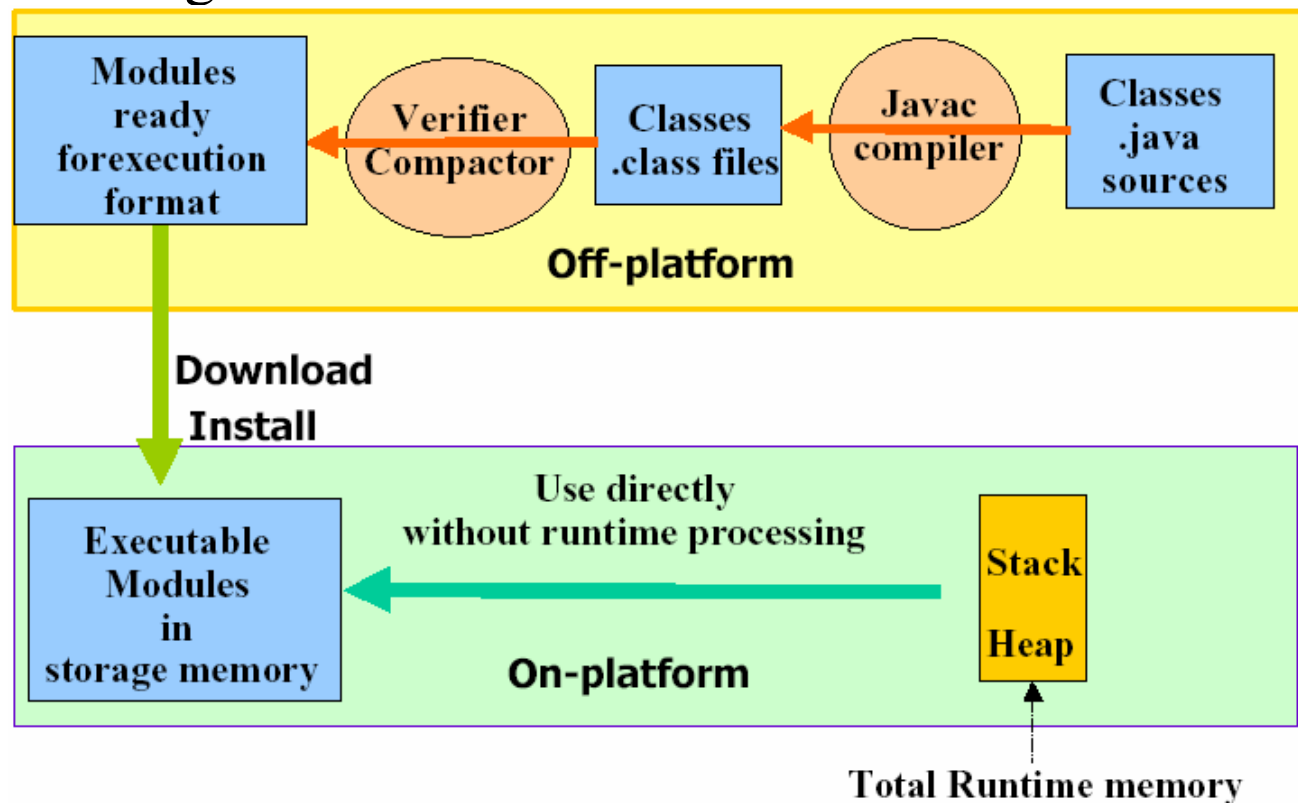 Modules
ready
forexecution
format
Verifier
Compactor
Classes
.class files
Javac
compiler
Classes
.java
sources
Off-platform
Download
Install
Executable
Modules
in
storage memory
Use directly
without runtime processing
On-platform
Stack
Heap
Total Runtime memory